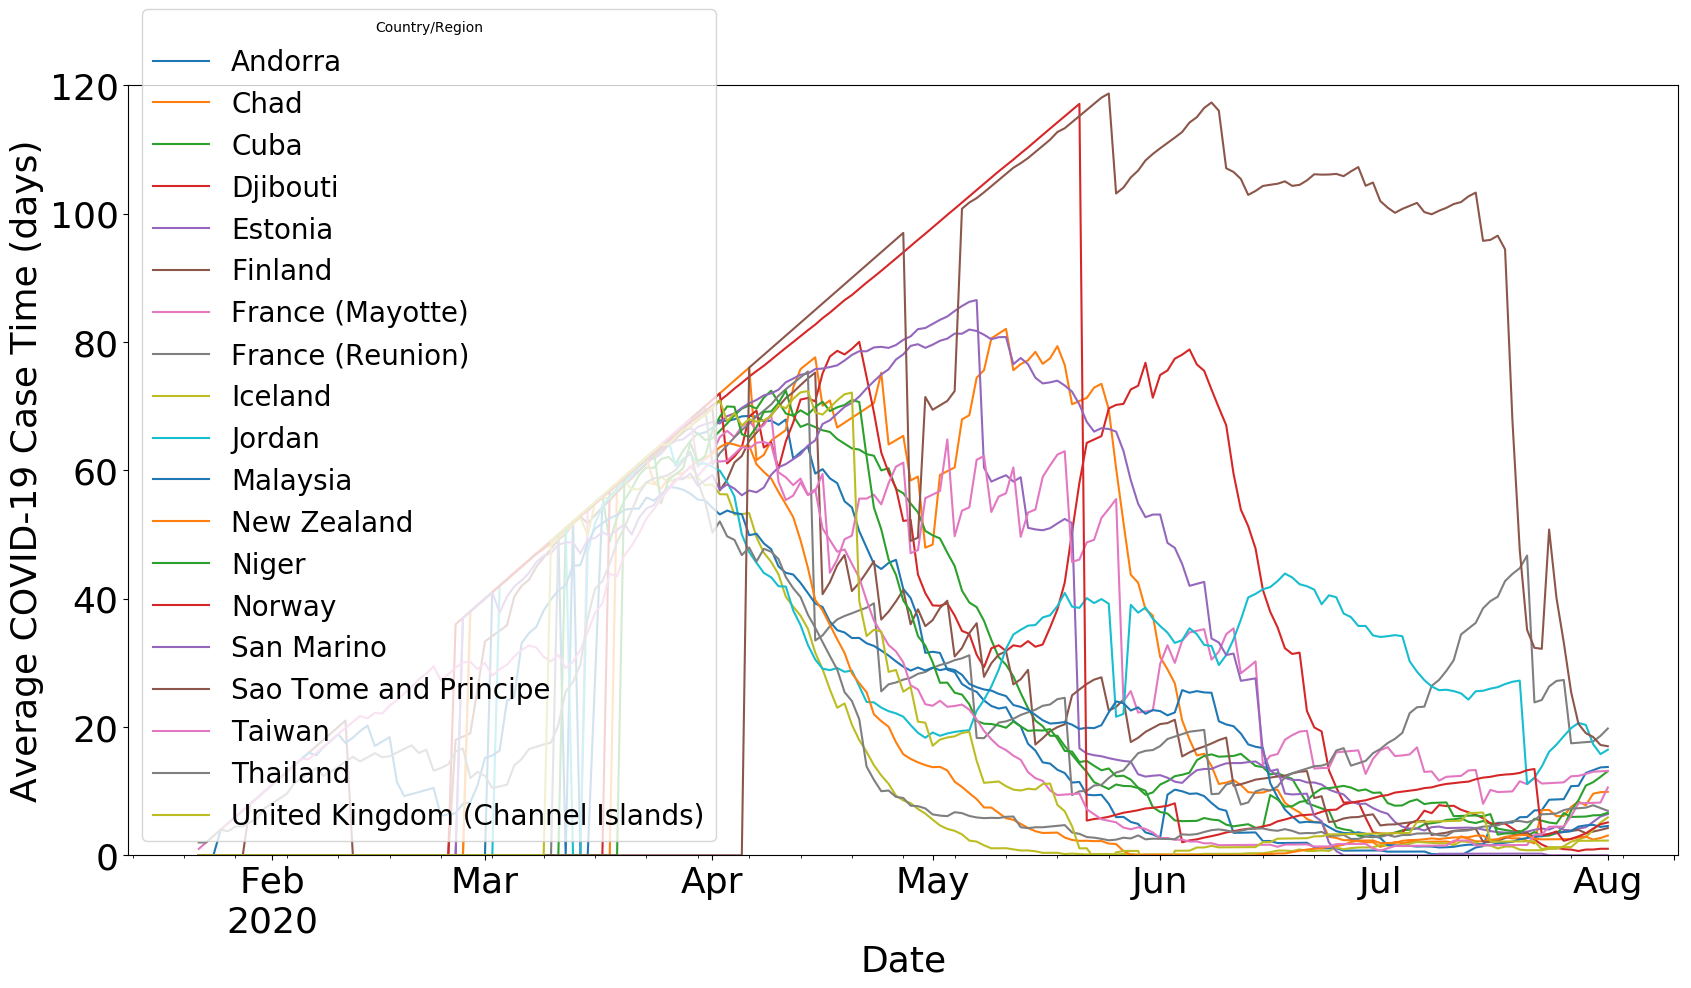 Country/Region
Andorra
Chad
Cuba
Djibouti
Estonia
Finland
France (Mayotte)
France (Reunion)
Iceland
Jordan
Malaysia
New Zealand
Niger
Norway
San Marino
Sao Tome and Principe
Taiwan
Thailand
United Kingdom (Channel Islands)
Average COVID-19 Case Time (days)
120
100
80
60
40
20
0
Feb Mar Apr May Jun Jul Aug
2020
Date